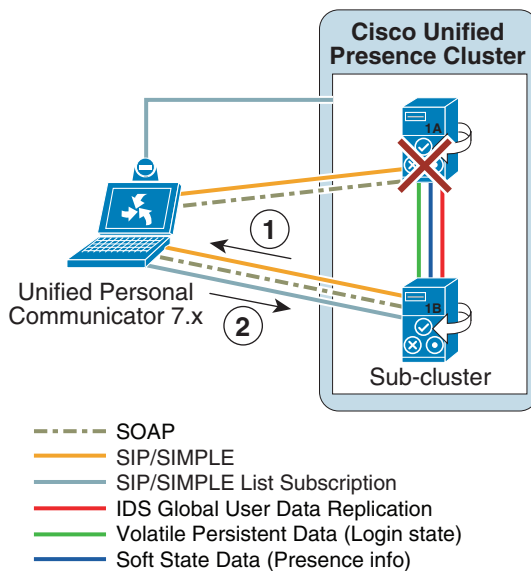 Cisco Unified
Presence Cluster
1A
1
Unified Personal
Communicator 7.x
2
1B
Sub-cluster
SOAP
SIP/SIMPLE
SIP/SIMPLE List Subscription
IDS Global User Data Replication
Volatile Persistent Data (Login state)
Soft State Data (Presence info)